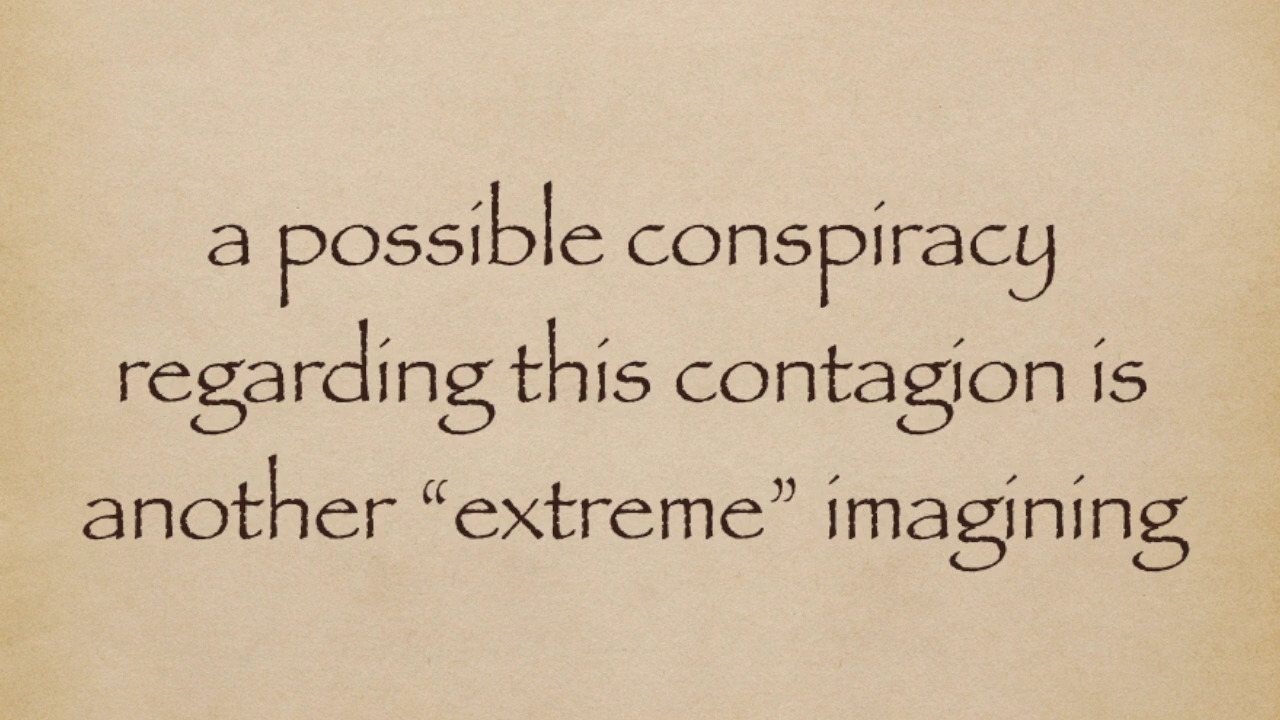 a possible conspiracy
regarding this contagion is
another “extreme” imagining